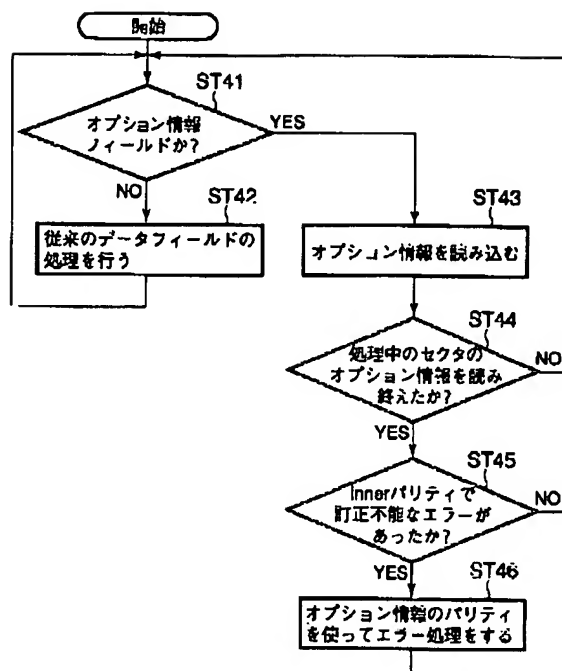 開始
ST41
オプション情報
フィールドか?
YES
NO
ST42
従来のデータフィールドの
処理を行う
ST43
オプション情報を読み込む
ST44
処理中のセクタの
オプション情報を読み
終えたか?
NO
YES
ST45
Innerパリティで
訂正不能なエラーが
あったか?
NO
YES
ST46
オプション情報のパリティ
を使ってエラー処理をする